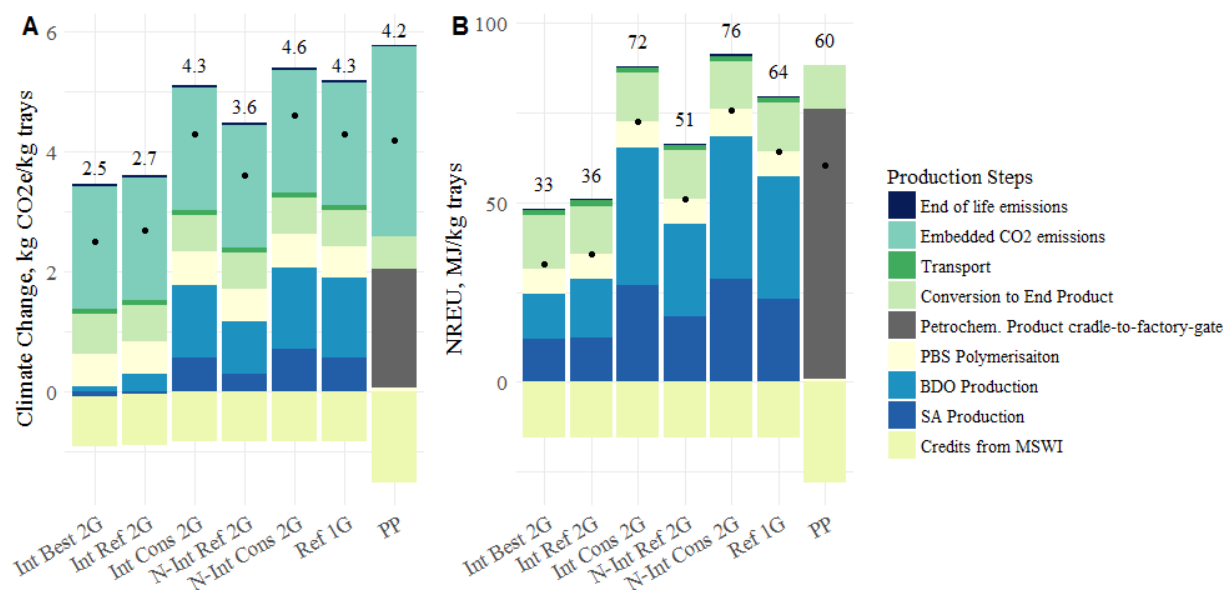 A
Climate Change, kg CO2e/kg trays
6
4
2
0
2.5
2.7
4.3
3.6
4.6
4.3
4.2
Int Best 2G
Int Ref 2G
Int Cons 2G
N-Int Ref 2G
N-Int Cons 2G
Ref 1G
PP
B
NREU, MJ/kg trays
100
50
0
33
36
72
51
76
64
60
Int Best 2G
Int Ref 2G
Int Cons 2G
N-Int Ref 2G
N-Int Cons 2G
Ref 1G
PP
Production Steps
End of life emissions
Embedded CO2 emissions
Transport
Conversion to End Product
Petrochem. Product cradle-to-factory-gate
PBS Polymerisaiton
BDO Production
SA Production
Credits from MSWI